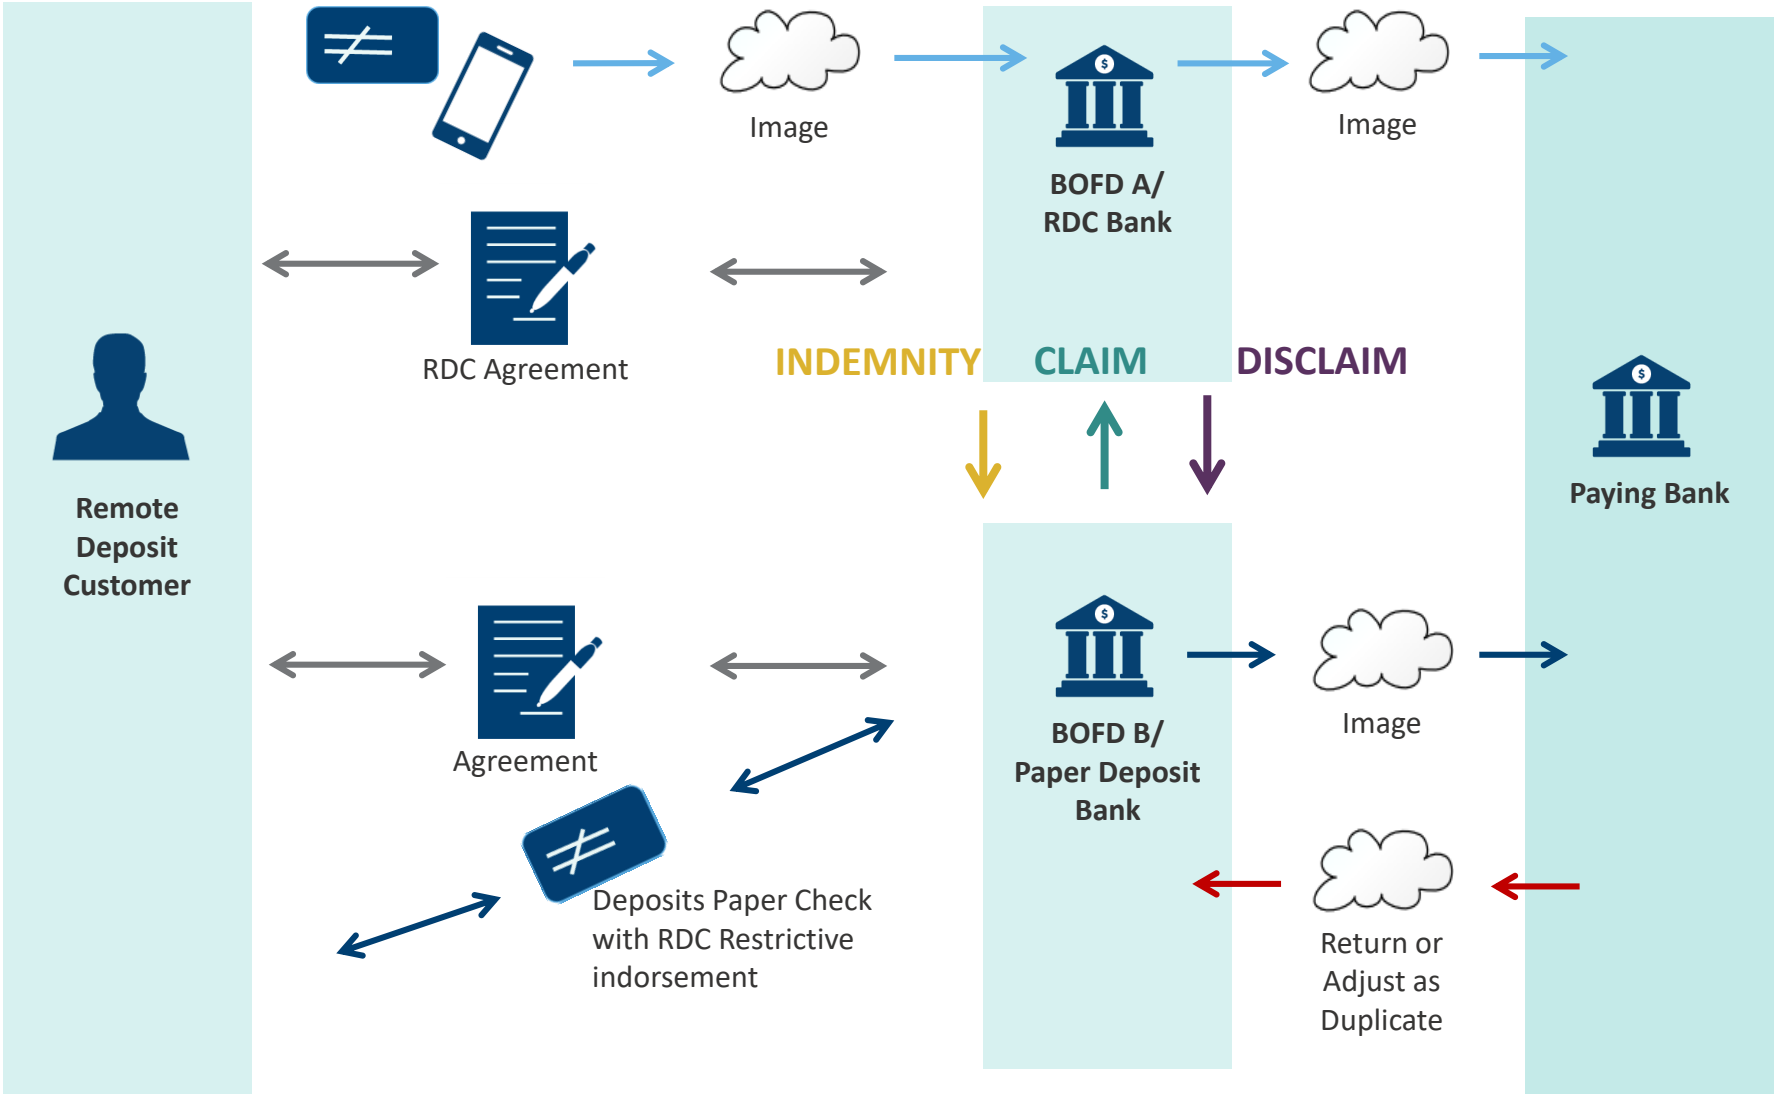 Image
Image
BOFD A/
RDC Bank
RDC Agreement
INDEMNITY
CLAIM
DISCLAIM
Remote
Deposit
Customer
Paying Bank
Agreement
BOFD B/
Paper Deposit
Bank
Image
Deposits Paper Check
with RDC Restrictive
indorsement
Return or
Adjust as
Duplicate
$
$
$